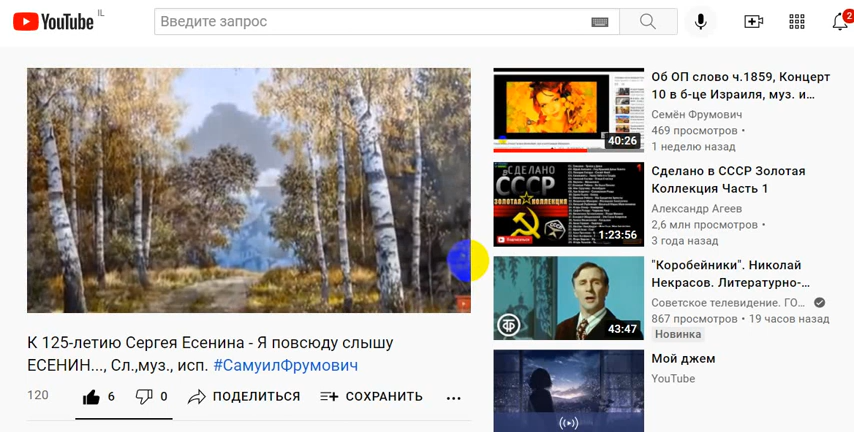 YouTube IL
Введите запрос
2
К 125-летию Сергея Есенина - Я повсюду слышу
ЕСЕНИН..., Сл.,муз., исп. #СамуилФрумович
120
6
0
ПОДЕЛИТЬСЯ
СОХРАНИТЬ
...
40:26
Об ОП слово ч.1859, Концерт
10 в б-це Израиля, муз. и...
Семён Фрумович
469 просмотров •
1 неделю назад
СДЕЛАНО В
СССР
ЗОЛОТАЯ КОЛЛЕКЦИЯ
1
1:23:56
Сделано в СССР Золотая
Коллекция Часть 1
Александр Агеев
2,6 млн просмотров •
3 года назад
43:47
"Коробейники". Николай
Некрасов. Литературно-...
Советское телевидение. ГО...
867 просмотров • 19 часов назад
Новинка
Мой джем
YouTube